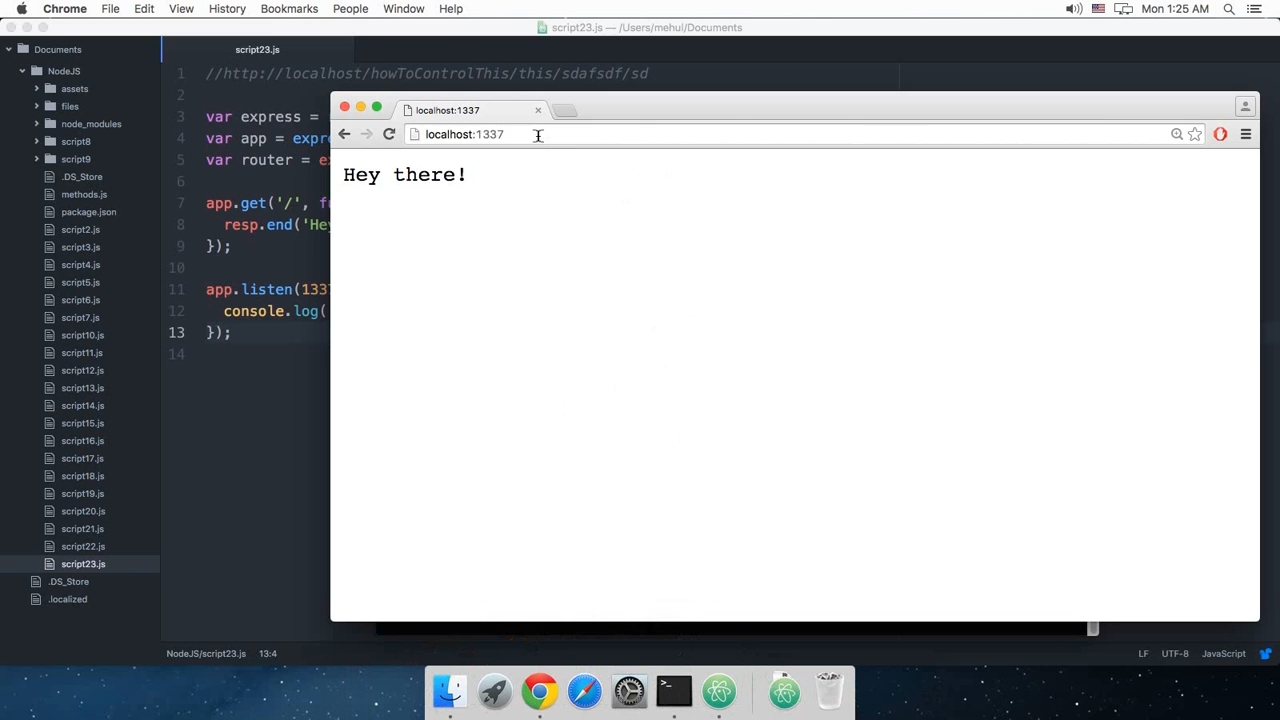 Chrome File Edit View History Bookmarks People Window Help Mon 1:25 AM
script23.js — /Users/mehul/Documents
Documents
NodeJS
assets
files
node_modules
script8
script9
.DS_Store
methods.js
package.json
script2.js
script3.js
script4.js
script5.js
script6.js
script7.js
script10.js
script11.js
script12.js
script13.js
script14.js
script15.js
script16.js
script17.js
script18.js
script19.js
script20.js
script21.js
script22.js
script23.js
.DS_Store
.localized
script23.js
1 //http://localhost/howToControlThis/this/sdafsdf/sd
2
3 var express =
4 var app = expre
5 var router = e
6
7 app.get('/', f
8 resp.end('Hey
9 });
10
11 app.listen(133
12 console.log(
13 });
14
localhost:1337
localhost:1337
Hey there!
NodeJS/script23.js 13:4
LF UTF-8 JavaScript